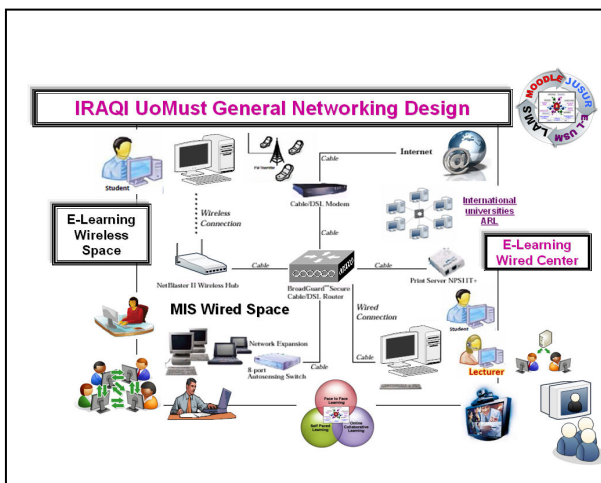 IRAQI UoMust General Networking Design
MOODLE
JUSUR
E-L USM
LAMS
Student
Cable
Internet
Cable/DSL Modem
International
universities
ARL
E-Learning
Wireless
Space
Wireless
Connection
Cable
E-Learning
Wired Center
Cable
Cable
NetBlaster II Wireless Hub
BroadGuard™Secure
Cable/DSL Router
Print Server NPS11T+
MIS Wired Space
Wired
Connection
Student
Network Expansion
8 port
Autosensing Switch
Cable
Cable
Lecturer
Face to Face
Learning
Self Paced
Learning
Online
Collaborative
Learning